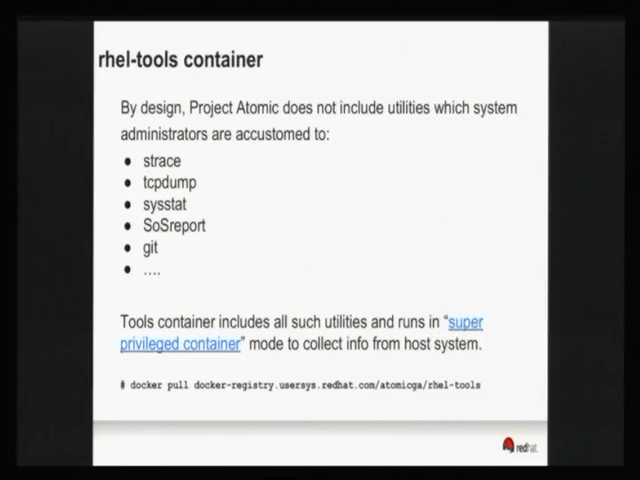 rhel-tools container
By design, Project Atomic does not include utilities which system
administrators are accustomed to:
● strace
● tcpdump
● sysstat
● SoSreport
● git
● ....
Tools container includes all such utilities and runs in “super
privileged container” mode to collect info from host system.
# docker pull docker-registry.usersys.redhat.com/atomicga/rhel-tools
redhat